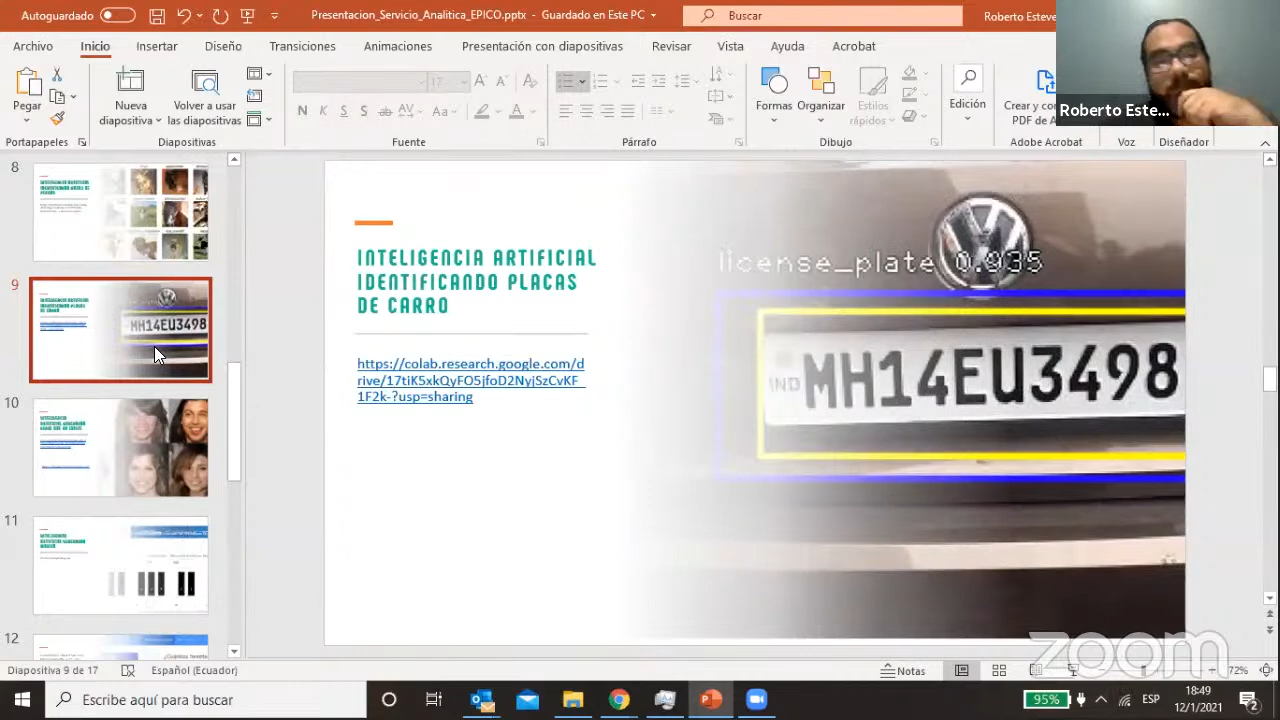 Autoguardado
Presentacion_Servicio_Analitica_EPICO.pptx - Guardado en Este PC
Buscar
Roberto Esteve
Archivo Inicio Insertar Diseño Transiciones Animaciones Presentación con diapositivas Revisar Vista Ayuda Acrobat
Pegar
Nueva diapositiva
Volver a usar las diapositivas
17
N K S S ab AV Aa A
Formas
Organizar
Estilos rápidos
Edición
Crear y co
PDF de A
Roberto Este...
Portapapeles Diapositivas Fuente Párrafo Dibujo Adobe Acrobat Voz Diseñador
8
9
MH14EU3498
10
11
12
INTELIGENCIA ARTIFICIAL
IDENTIFICANDO PLACAS
DE CARRO
https://colab.research.google.com/d
rive/17tiK5xkQyFO5jfoD2NyjSzCvKF_
1F2k-?usp=sharing
license_plate 0.935
IND
MH14EU3498
zoom
Diapositiva 9 de 17 Español (Ecuador) Notas 72%
Escribe aquí para buscar
95%
ESP
18:49
12/1/2021
2